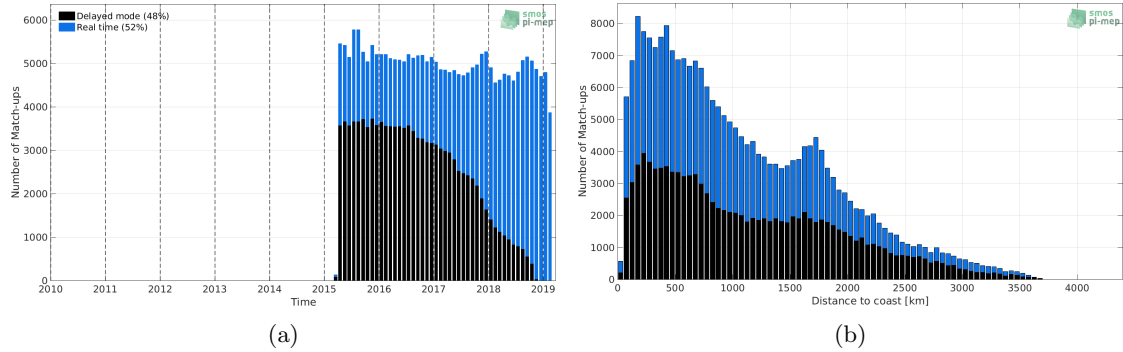 Delayed mode (48%)
Real time (52%)
smos
pi-mep
Number of Match-ups
6000
5000
4000
3000
2000
1000
0
2010 2011 2012 2013 2014 2015 2016 2017 2018 2019
Time
(a)
smos
pi-mep
Number of Match-ups
8000
7000
6000
5000
4000
3000
2000
1000
0
0 500 1000 1500 2000 2500 3000 3500 4000
Distance to coast [km]
(b)